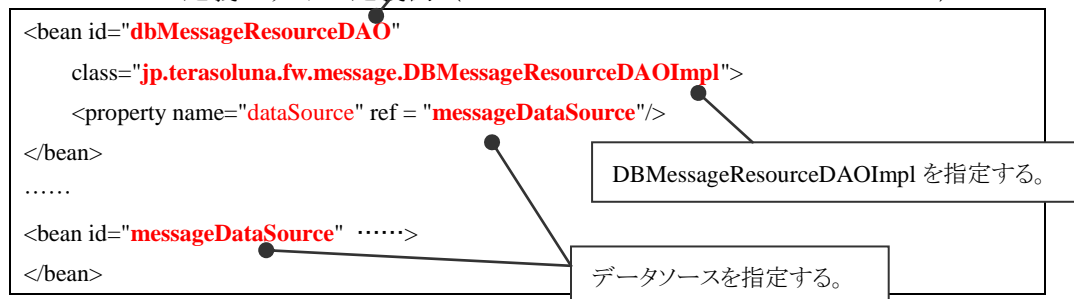 <bean id="dbMessageResourceDAO"
class="jp.terasoluna.fw.message.DBMessageResourceDAOImpl">
<property name="dataSource" ref = "messageDataSource"/>
</bean>
DBMessageResourceDAOImpl を指定する。
……
<bean id="messageDataSource" ……>
データソースを指定する。
</bean>